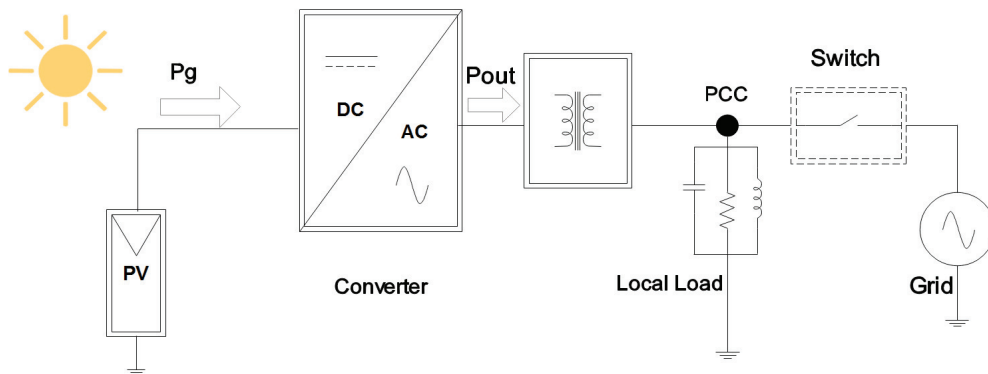 Pg
DC
AC
Pout
PCC
Switch
PV
Converter
Local Load
Grid